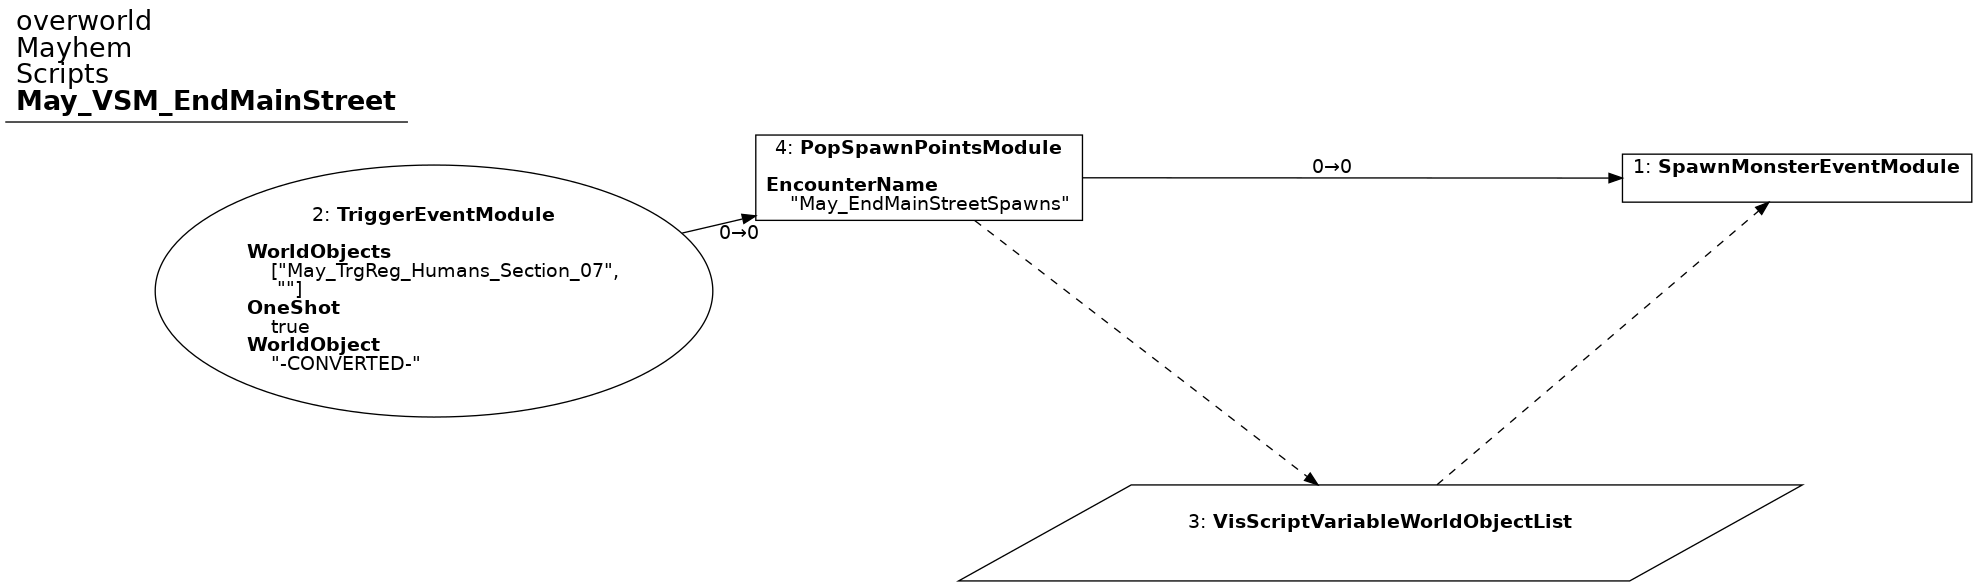 overworld
Mayhem
Scripts
May_VSM_EndMainStreet
4: PopSpawnPointsModule
EncounterName
"May_EndMainStreetSpawns"
0→0
1: SpawnMonsterEventModule
2: TriggerEventModule
WorldObjects
["May_TrgReg_Humans_Section_07",
""]
OneShot
true
WorldObject
"-CONVERTED-"
0→0
3: VisScriptVariableWorldObjectList